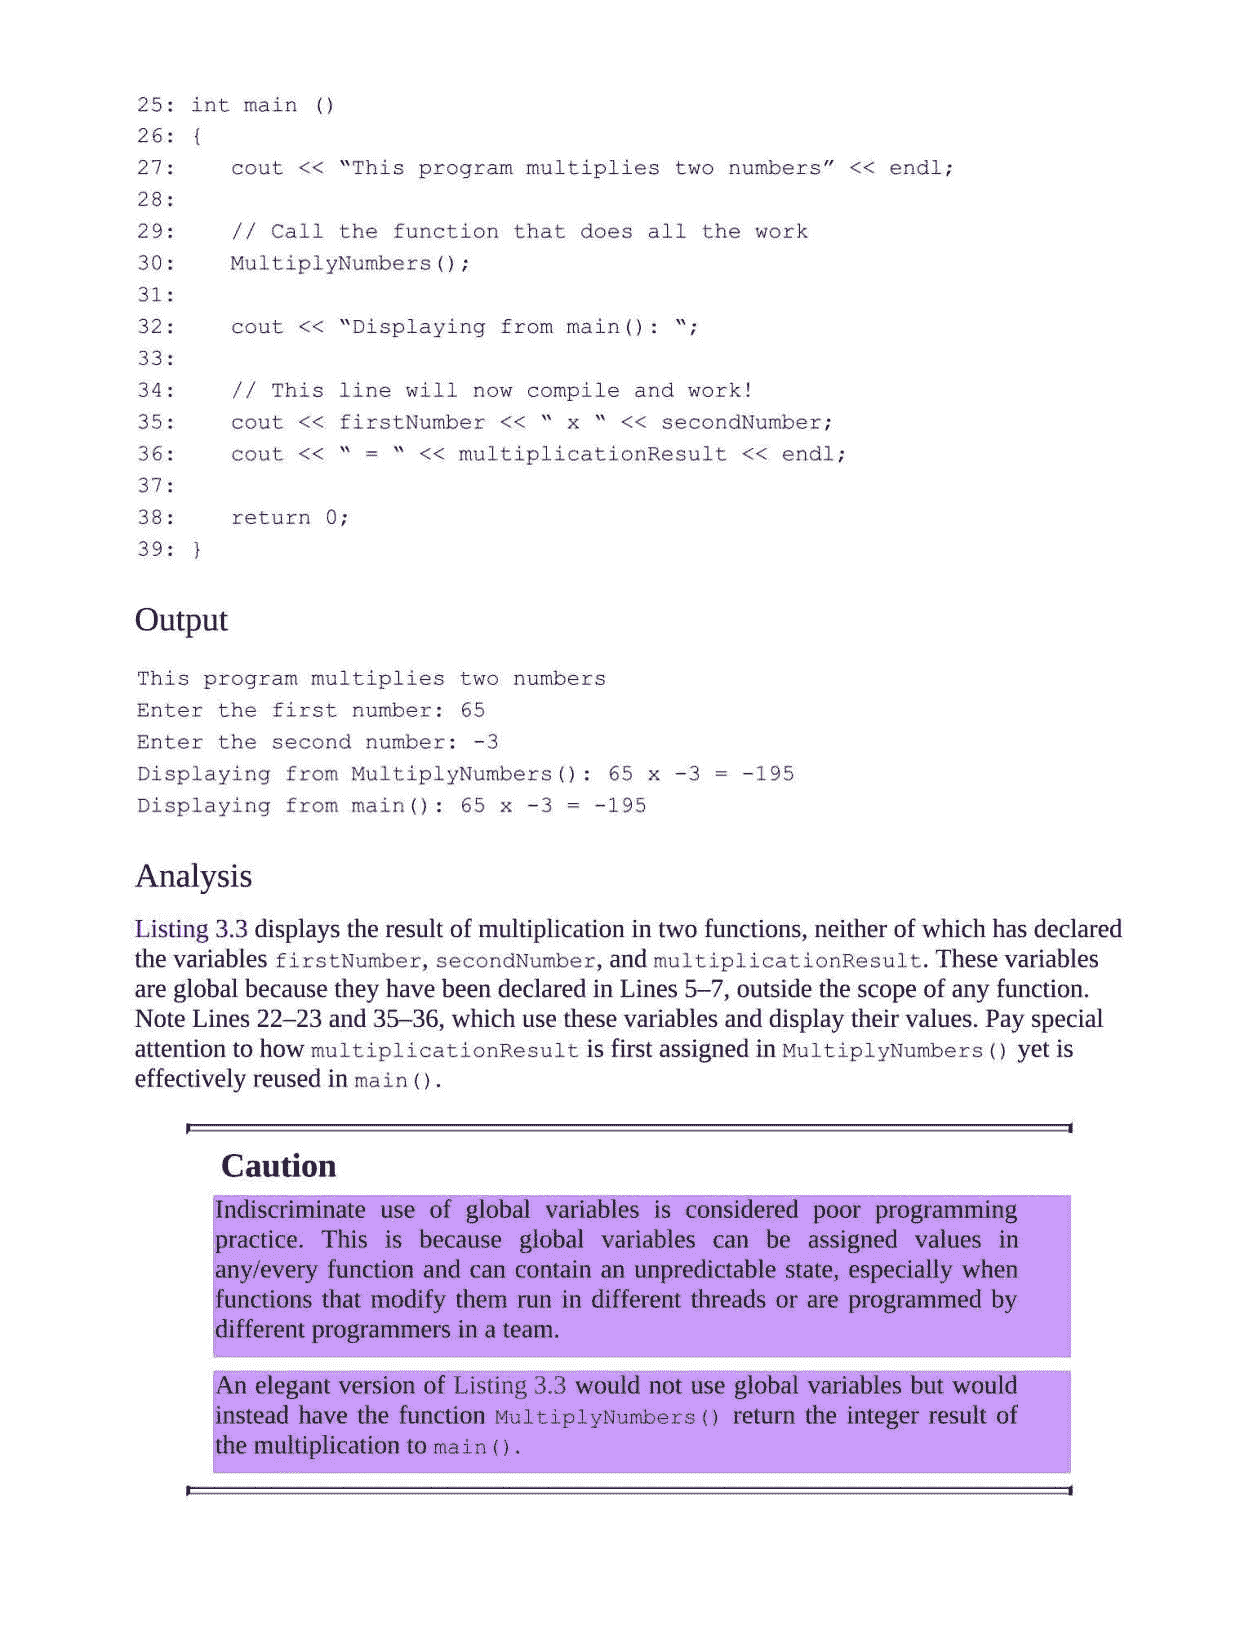 25: int main ()
26: {
27:    cout << “This program multiplies two numbers” << endl;
28:
29:    // Call the function that does all the work
30:    MultiplyNumbers();
31:
32:    cout << “Displaying from main(): “;
33:
34:    // This line will now compile and work!
35:    cout << firstNumber << “ x “ << secondNumber;
36:    cout << “ = “ << multiplicationResult << endl;
37:
38:    return 0;
39: }
Output
This program multiplies two numbers
Enter the first number: 65
Enter the second number: -3
Displaying from MultiplyNumbers(): 65 x -3 = -195
Displaying from main(): 65 x -3 = -195
Analysis
Listing 3.3 displays the result of multiplication in two functions, neither of which has declared
the variables firstNumber, secondNumber, and multiplicationResult. These variables
are global because they have been declared in Lines 5–7, outside the scope of any function.
Note Lines 22–23 and 35–36, which use these variables and display their values. Pay special
attention to how multiplicationResult is first assigned in MultiplyNumbers() yet is
effectively reused in main().
Caution
Indiscriminate use of global variables is considered poor programming
practice. This is because global variables can be assigned values in
any/every function and can contain an unpredictable state, especially when
functions that modify them run in different threads or are programmed by
different programmers in a team.
An elegant version of Listing 3.3 would not use global variables but would
instead have the function MultiplyNumbers() return the integer result of
the multiplication to main().